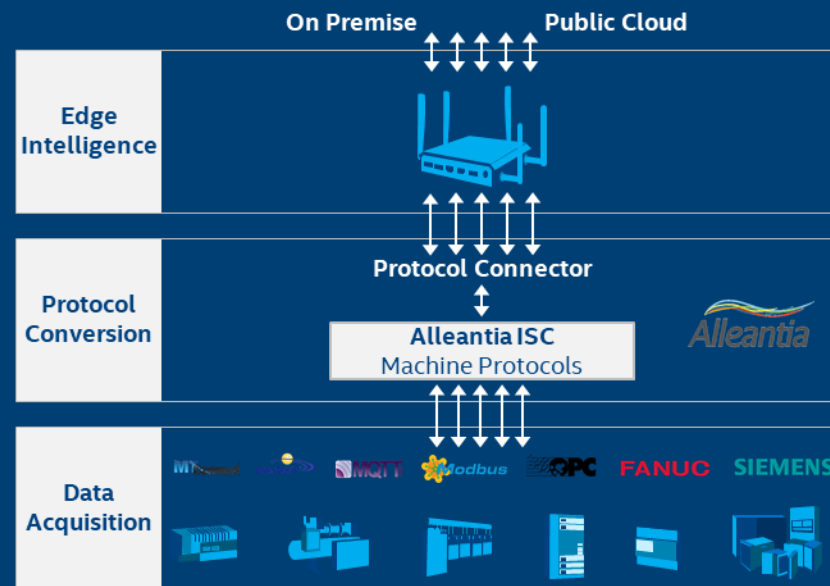 On Premise
Public Cloud
Edge
Intelligence
Protocol Connector
Protocol
Conversion
Alleantia ISC
Machine Protocols
Alleantia
MQTT
Modbus
OPC
FANUC
SIEMENS
Data
Acquisition